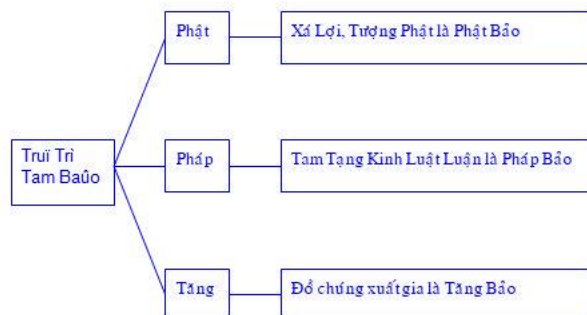 Phật
Xá Lợi, Tượng Phật là Phật Bảo
Truï Trì
Tam Baûo
Pháp
Tam Tạng Kinh Luật Luận là Pháp Bảo
Tăng
Đồ chứng xuất gia là Tăng Bảo